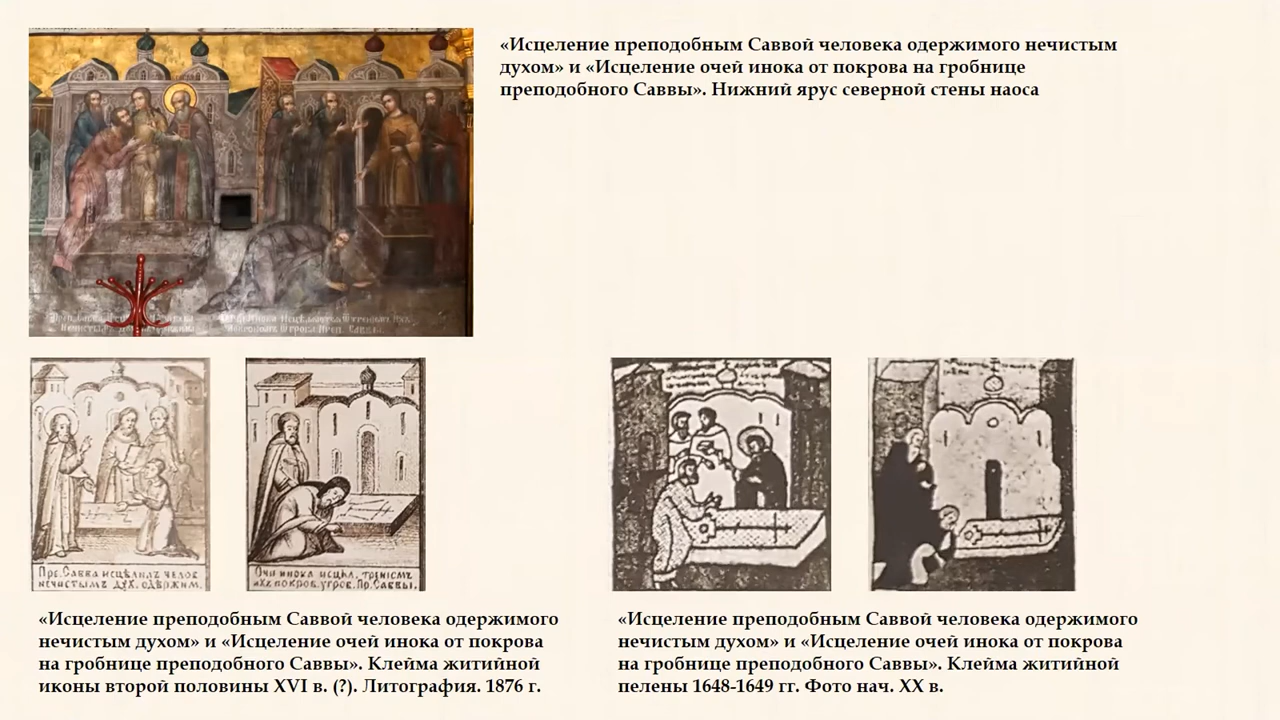 «Исцеление преподобным Саввой человека одержимого нечистым
духом» и «Исцеление очей инока от покрова на гробнице
преподобного Саввы». Нижний ярус северной стены наоса
Пре. Савва исцѣлилъ челов.
нечистымъ дух. одержим.
Очи инока исцѣл. трениемъ
ихъ покров. у гроб. Пр. Саввы.
«Исцеление преподобным Саввой человека одержимого
нечистым духом» и «Исцеление очей инока от покрова
на гробнице преподобного Саввы». Клейма житийной
иконы второй половины XVI в. (?). Литография. 1876 г.
«Исцеление преподобным Саввой человека одержимого
нечистым духом» и «Исцеление очей инока от покрова
на гробнице преподобного Саввы». Клейма житийной
пелены 1648-1649 гг. Фото нач. XX в.